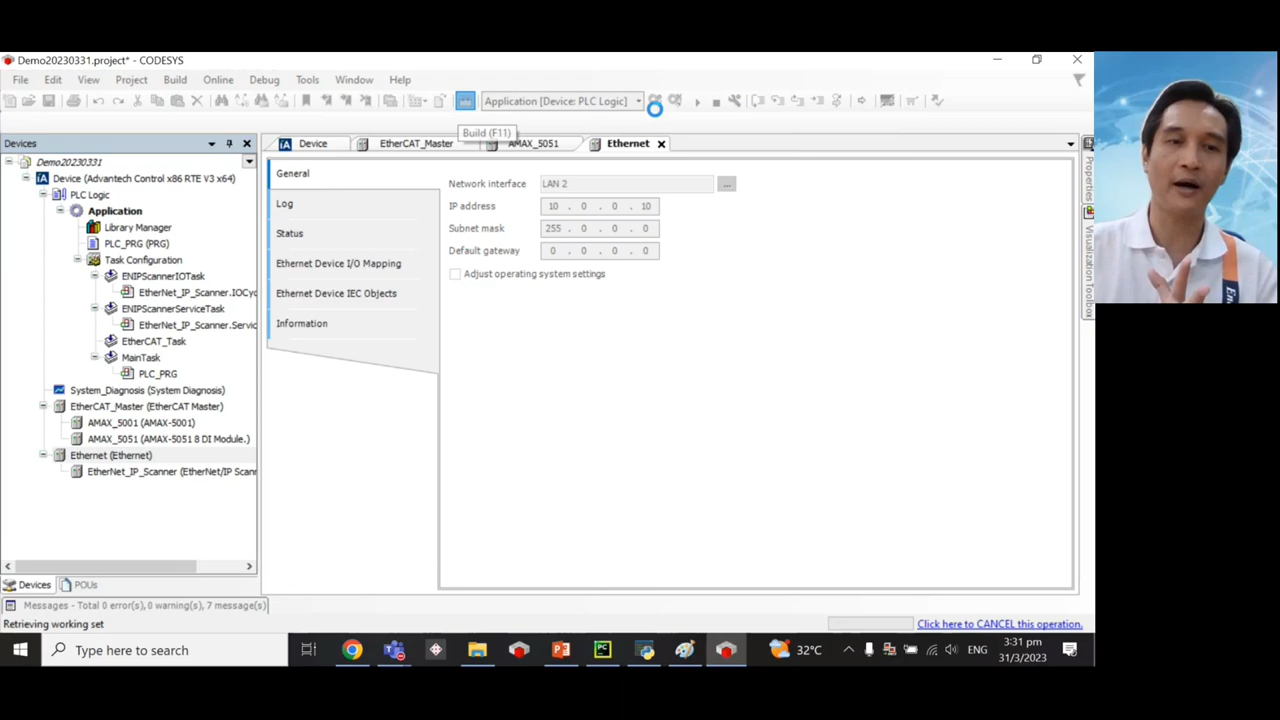 Demo20230331.project* - CODESYS
File Edit View Project Build Online Debug Tools Window Help
Application [Device: PLC Logic]
Build (F11)
Devices
Device
EtherCAT_Master
AMAX_5051
Ethernet
Demo20230331
Device (Advantech Control x86 RTE V3 x64)
PLC Logic
Application
Library Manager
PLC_PRG (PRG)
Task Configuration
ENIPScannerIOTask
EtherNet_IP_Scanner.IOCyc
ENIPScannerServiceTask
EtherNet_IP_Scanner.Servic
EtherCAT_Task
MainTask
PLC_PRG
System_Diagnosis (System Diagnosis)
EtherCAT_Master (EtherCAT Master)
AMAX_5001 (AMAX-5001)
AMAX_5051 (AMAX-5051 8 DI Module.)
Ethernet (Ethernet)
EtherNet_IP_Scanner (EtherNet/IP Scann
General
Log
Status
Ethernet Device I/O Mapping
Ethernet Device IEC Objects
Information
Network interface LAN 2 ...
IP address 10 . 0 . 0 . 10
Subnet mask 255 . 0 . 0 . 0
Default gateway 0 . 0 . 0 . 0
Adjust operating system settings
Properties
Visualization Toolbox
Devices POUs
Messages - Total 0 error(s), 0 warning(s), 7 message(s)
Retrieving working set
Click here to CANCEL this operation.
Type here to search
32°C
ENG
3:31 pm
31/3/2023